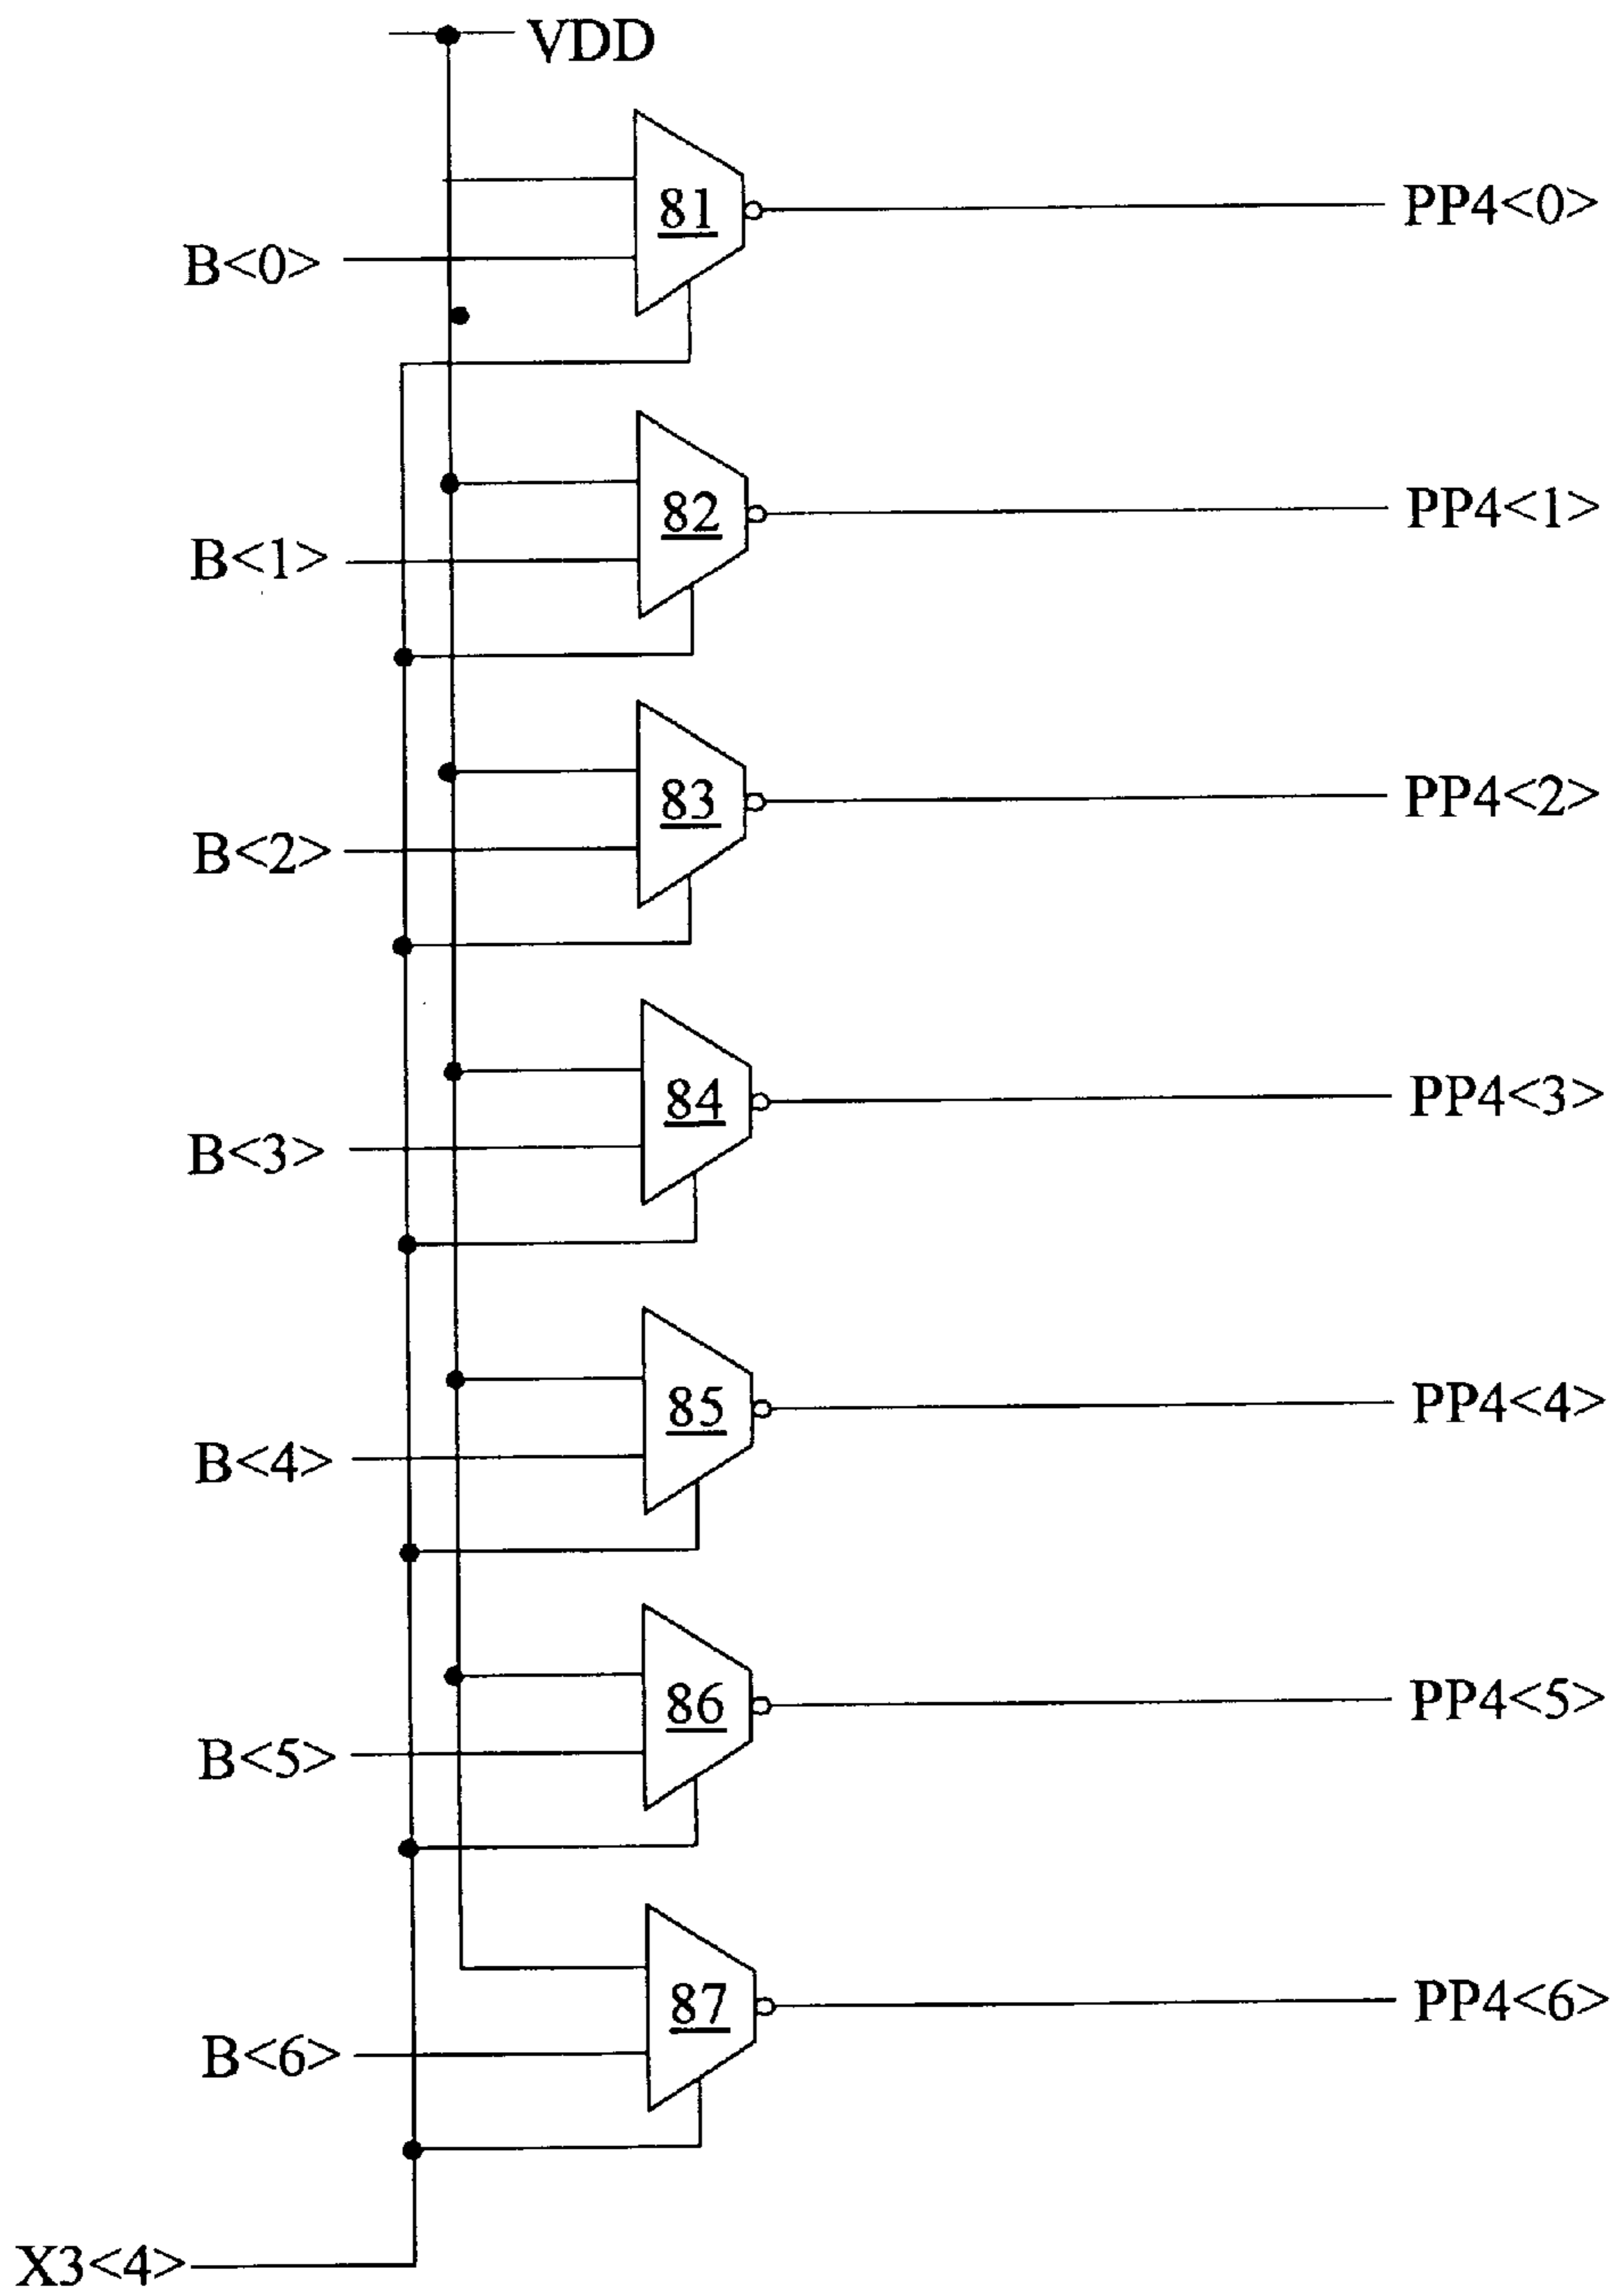 VDD
81
PP4<0>
B<0>
82
PP4<1>
B<1>
83
PP4<2>
B<2>
84
PP4<3>
B<3>
85
PP4<4>
B<4>
86
PP4<5>
B<5>
87
PP4<6>
B<6>
X3<4>